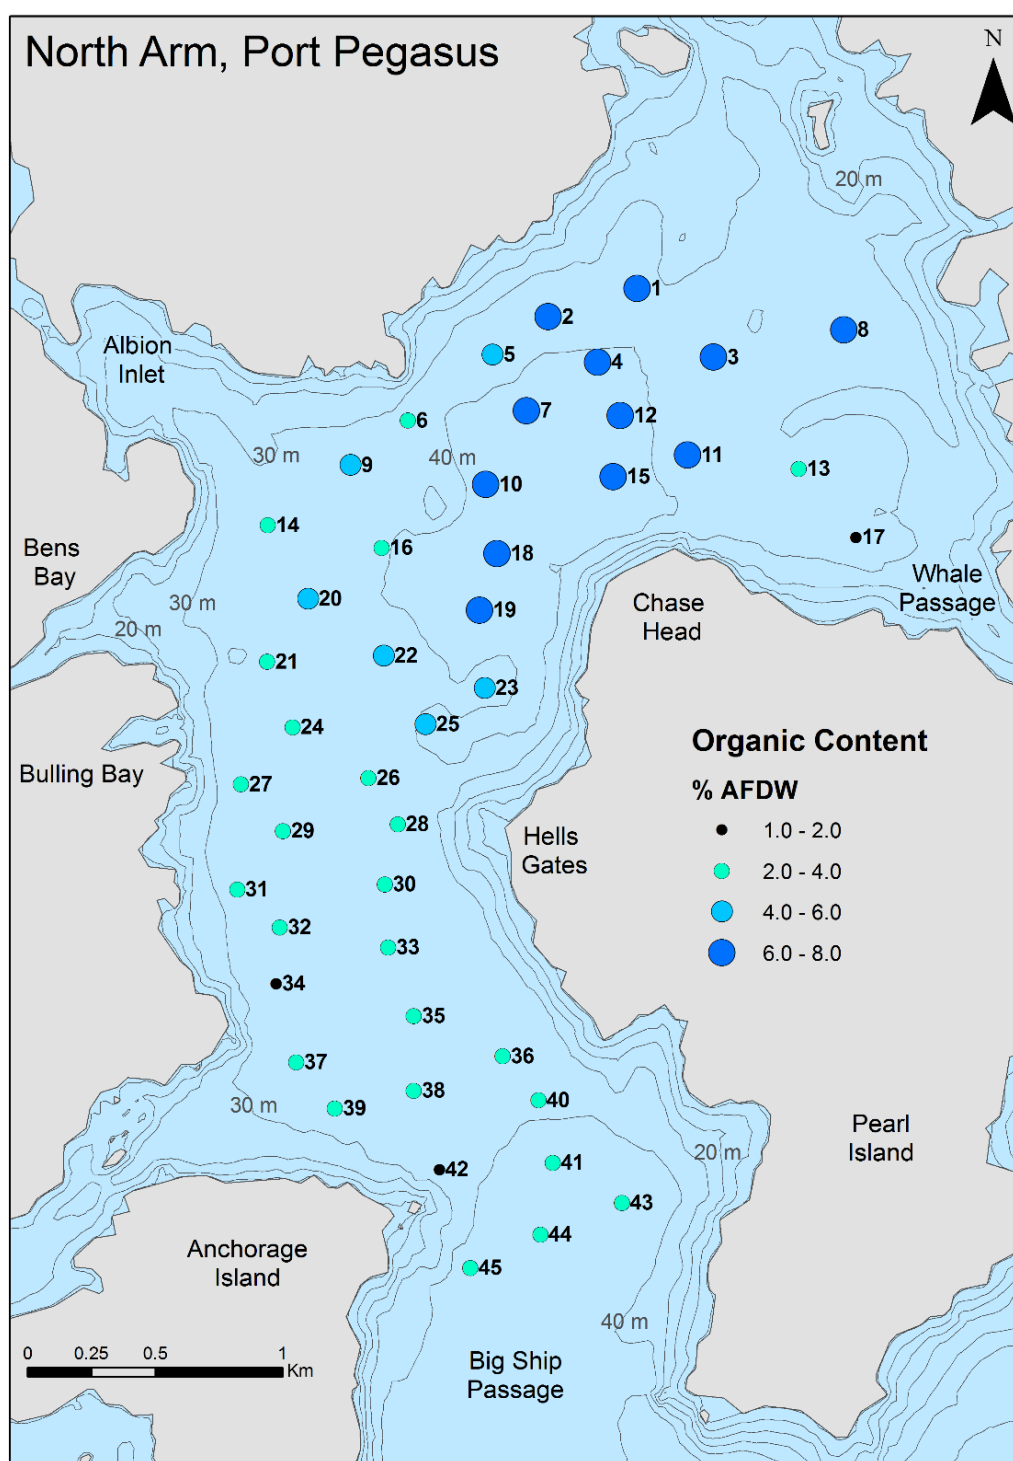 North Arm, Port Pegasus
N
20 m
1
2
8
Albion
Inlet
5
4
3
7
12
6
30 m
9
40 m
11
15
13
10
14
16
18
17
Bens
Bay
Whale
Passage
30 m
20
19
Chase
Head
20 m
21
22
23
24
25
Organic Content
Bulling Bay
27
26
% AFDW
29
28
Hells
Gates
1.0 - 2.0
2.0 - 4.0
31
30
4.0 - 6.0
32
33
6.0 - 8.0
34
35
37
36
30 m
39
38
40
Pearl
Island
42
41
20 m
43
Anchorage
Island
44
45
40 m
0 0.25 0.5 1
Km
Big Ship
Passage